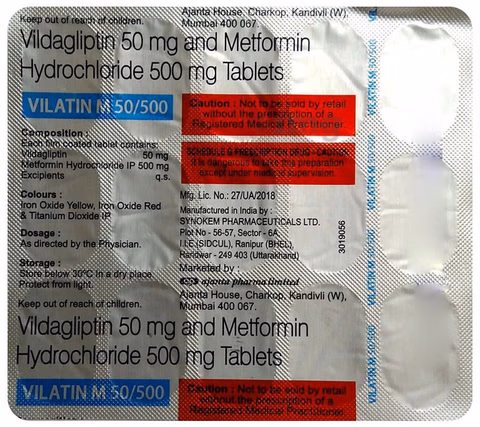 Keep out of reach of children.
Ajanta House, Charkop, Kandivli (W),
Mumbai 400 067.
Vildagliptin 50 mg and Metformin
Hydrochloride 500 mg Tablets
VILATIN M 50/500
Caution : Not to be sold by retail
without the prescription of a
Registered Medical Practitioner.
Composition :
Each film coated tablet contains:
Vildagliptin 50 mg
Metformin Hydrochloride IP 500 mg
Excipients q.s.
Colours :
Iron Oxide Yellow, Iron Oxide Red
& Titanium Dioxide IP
Dosage :
As directed by the Physician.
Storage :
Store below 30°C in a dry place.
Protect from light.
SCHEDULE G PRESCRIPTION DRUG - CAUTION
It is dangerous to take this preparation
except under medical supervision.
Mfg. Lic. No.: 27/UA/2018
Manufactured in India by :
SYNOKEM PHARMACEUTICALS LTD.
Plot No - 56-57, Sector - 6A,
I.I.E.(SIDCUL), Ranipur (BHEL),
Haridwar - 249 403 (Uttarakhand)
3019056
Marketed by :
ajanta pharma limited
Keep out of reach of children.
Ajanta House, Charkop, Kandivli (W),
Mumbai 400 067.
Vildagliptin 50 mg and Metformin
Hydrochloride 500 mg Tablets
VILATIN M 50/500
Caution : Not to be sold by retail
without the prescription of a
Registered Medical Practitioner.
VIL
VILATIN M 50/500
VILATIN M 50/500
VILATIN M 50/500
VILATIN M 50/500